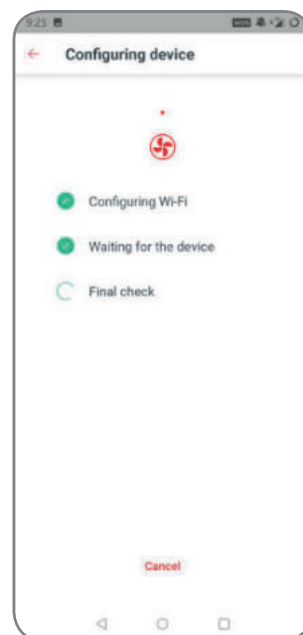 9:25
Configuring device
Configuring Wi-Fi
Waiting for the device
Final check
Cancel